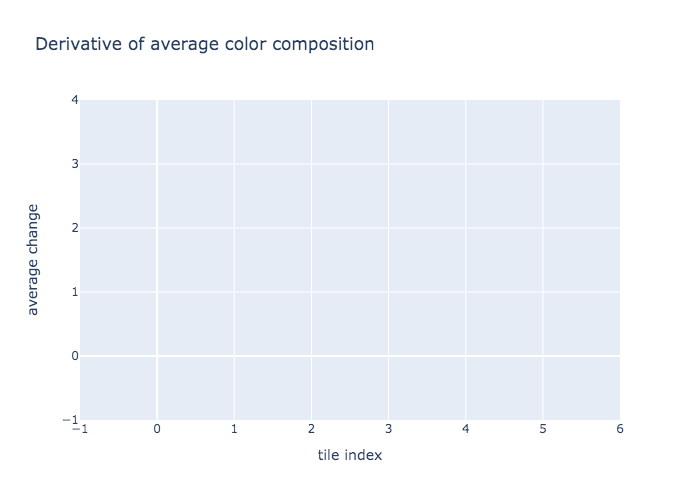 Derivative of average color composition
4
3
2
1
0
−1
average change
−1 0 1 2 3 4 5 6
tile index